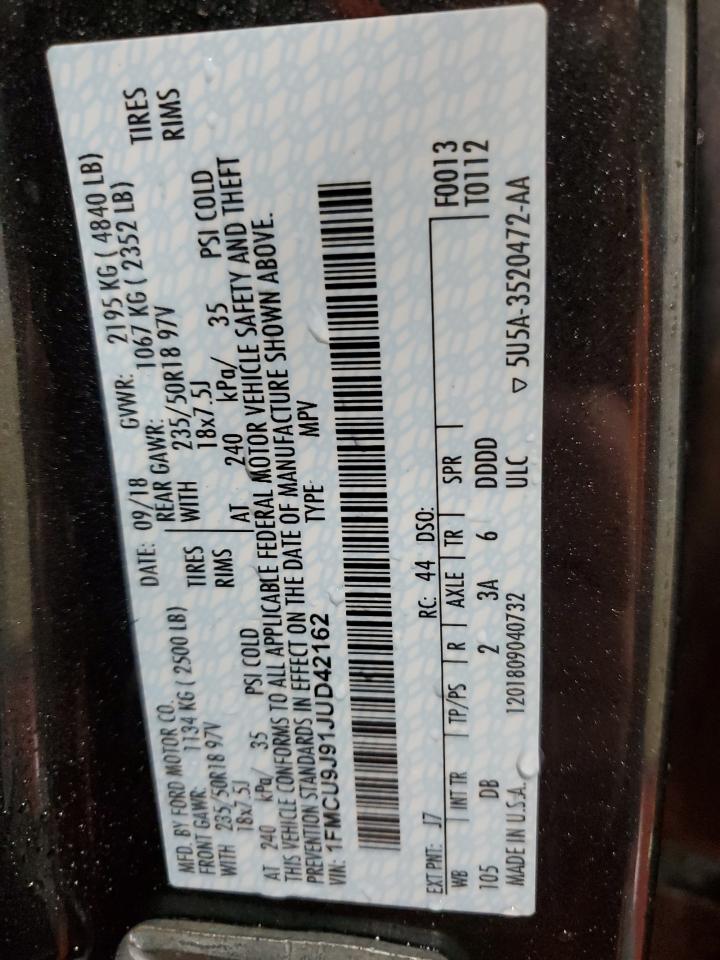 MFD. BY FORD MOTOR CO. DATE: 09/18 GVWR: 2195 KG ( 4840 LB)
FRONT GAWR: 1134 KG ( 2500 LB) REAR GAWR: 1067 KG ( 2352 LB)
WITH 235/50R18 97V TIRES WITH 235/50R18 97V TIRES
18x7.5J RIMS 18x7.5J RIMS
AT 240 kPa/ 35 PSI COLD AT 240 kPa/ 35 PSI COLD
THIS VEHICLE CONFORMS TO ALL APPLICABLE FEDERAL MOTOR VEHICLE SAFETY AND THEFT
PREVENTION STANDARDS IN EFFECT ON THE DATE OF MANUFACTURE SHOWN ABOVE.
VIN: 1FMCU9J91JUD42162 TYPE: MPV
EXT PNT: J7 RC: 44 DSO: F0013
WB INT TR TP/PS R AXLE TR SPR T0112
105 DB 2 3A 6 DDDD
MADE IN U.S.A. 1201809040732 ULC ▽ 5U5A-3520472-AA